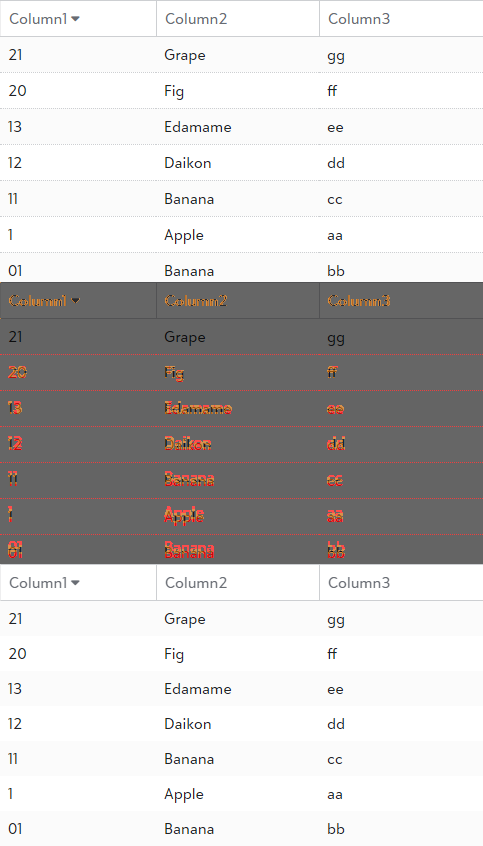 Column1 Column2 Column3
21 Grape gg
20 Fig ff
13 Edamame ee
12 Daikon dd
11 Banana cc
1 Apple aa
01 Banana bb
Column1 Column2 Column3
21 Grape gg
20 Fig ff
13 Edamame ee
12 Daikon dd
11 Banana cc
1 Apple aa
01 Banana bb
Column1 Column2 Column3
21 Grape gg
20 Fig ff
13 Edamame ee
12 Daikon dd
11 Banana cc
1 Apple aa
01 Banana bb